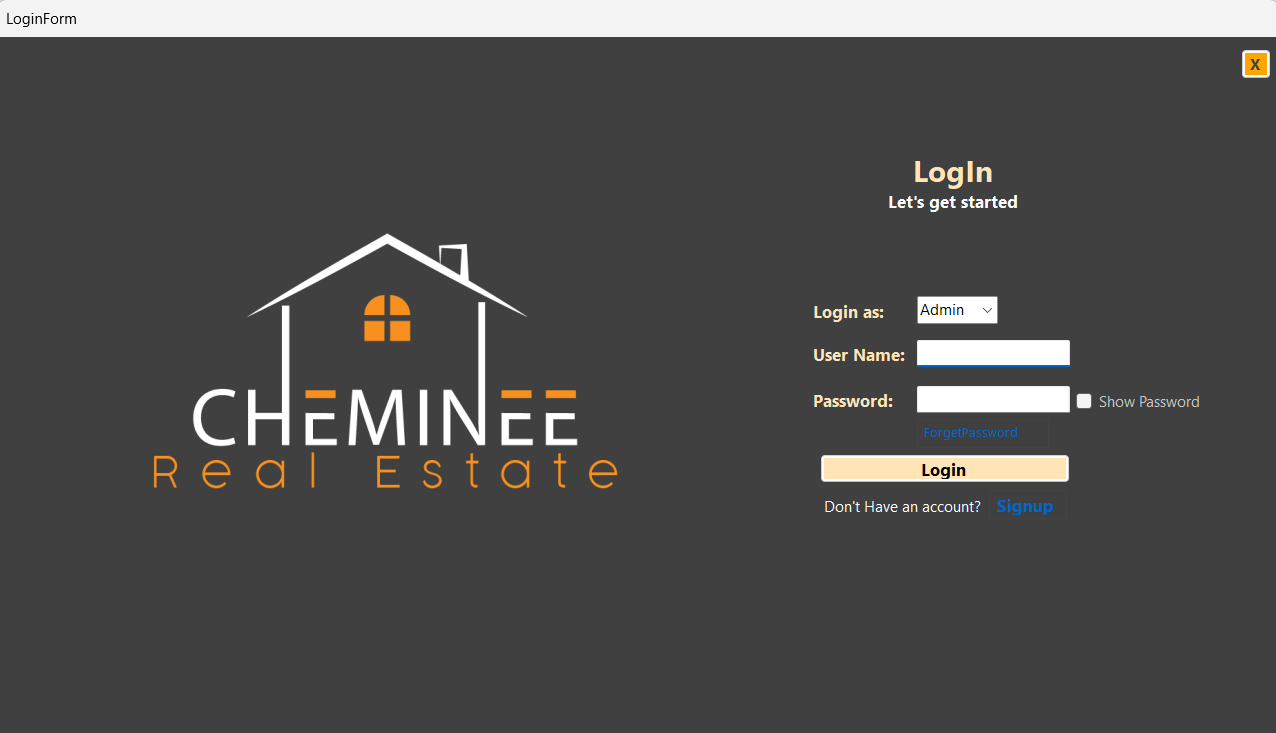 LoginForm
X
LogIn
Let's get started
CHEMINEE
Real Estate
Login as: Admin
User Name:
Password: Show Password
ForgetPassword
Login
Don't Have an account? Signup